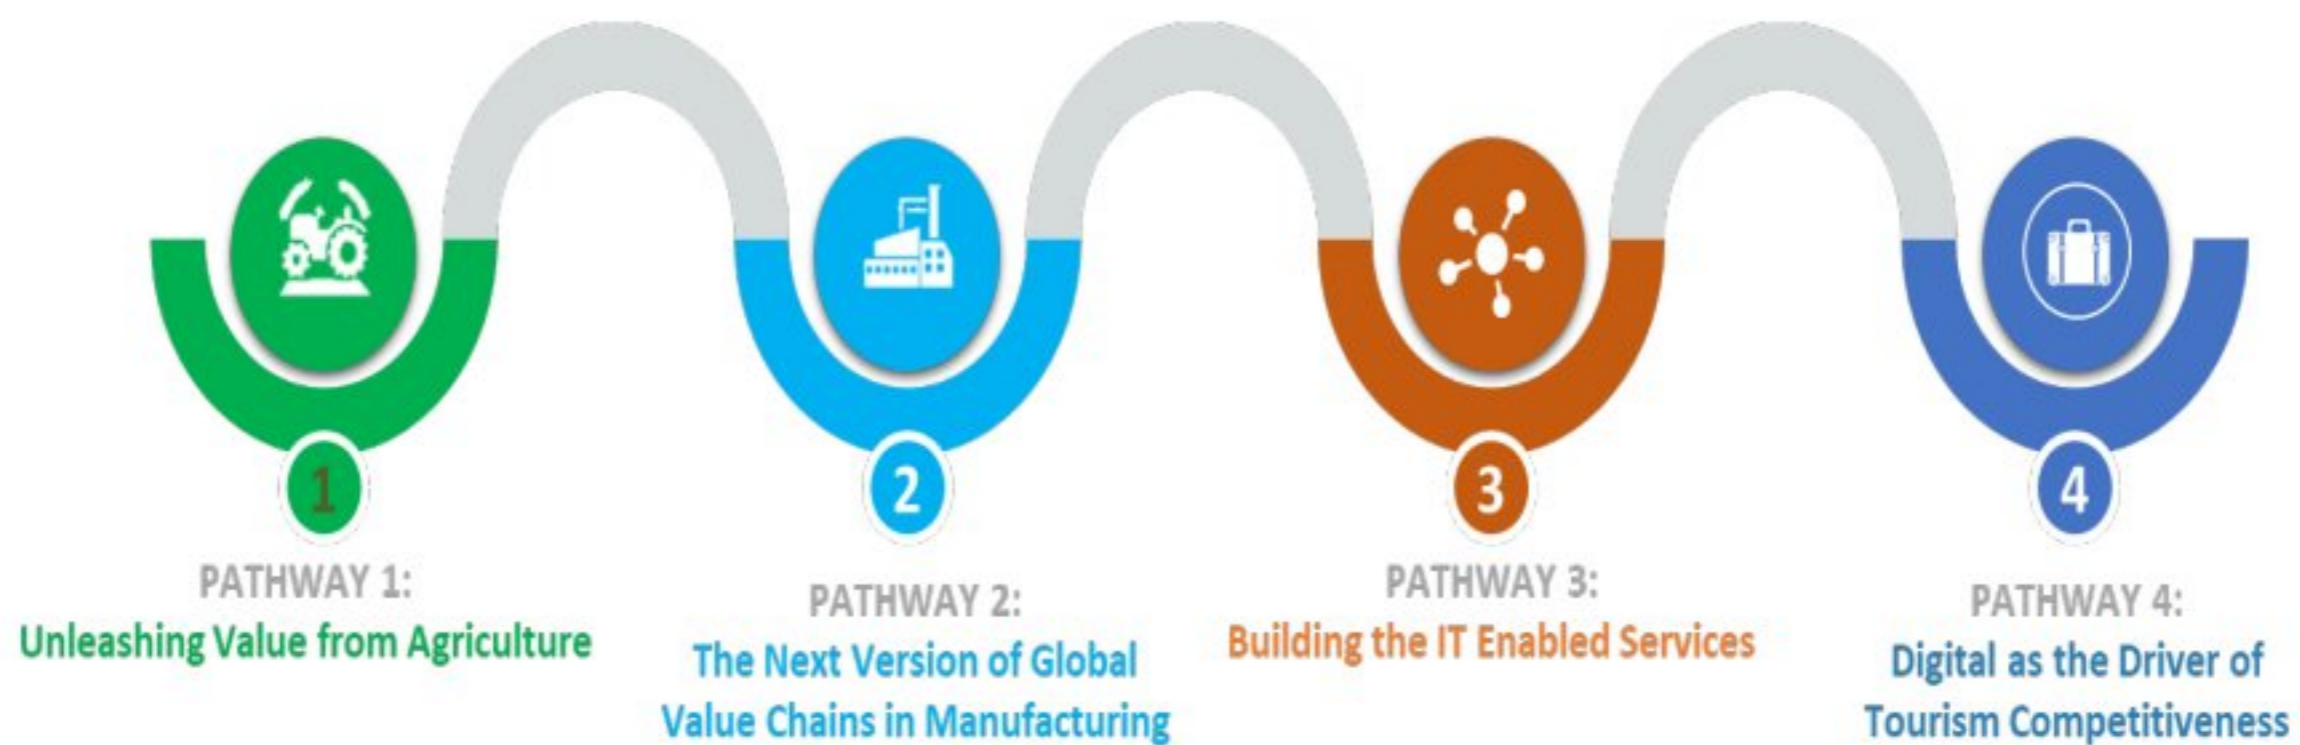 1
PATHWAY 1:
Unleashing Value from Agriculture
2
PATHWAY 2:
The Next Version of Global
Value Chains in Manufacturing
3
PATHWAY 3:
Building the IT Enabled Services
4
PATHWAY 4:
Digital as the Driver of
Tourism Competitiveness